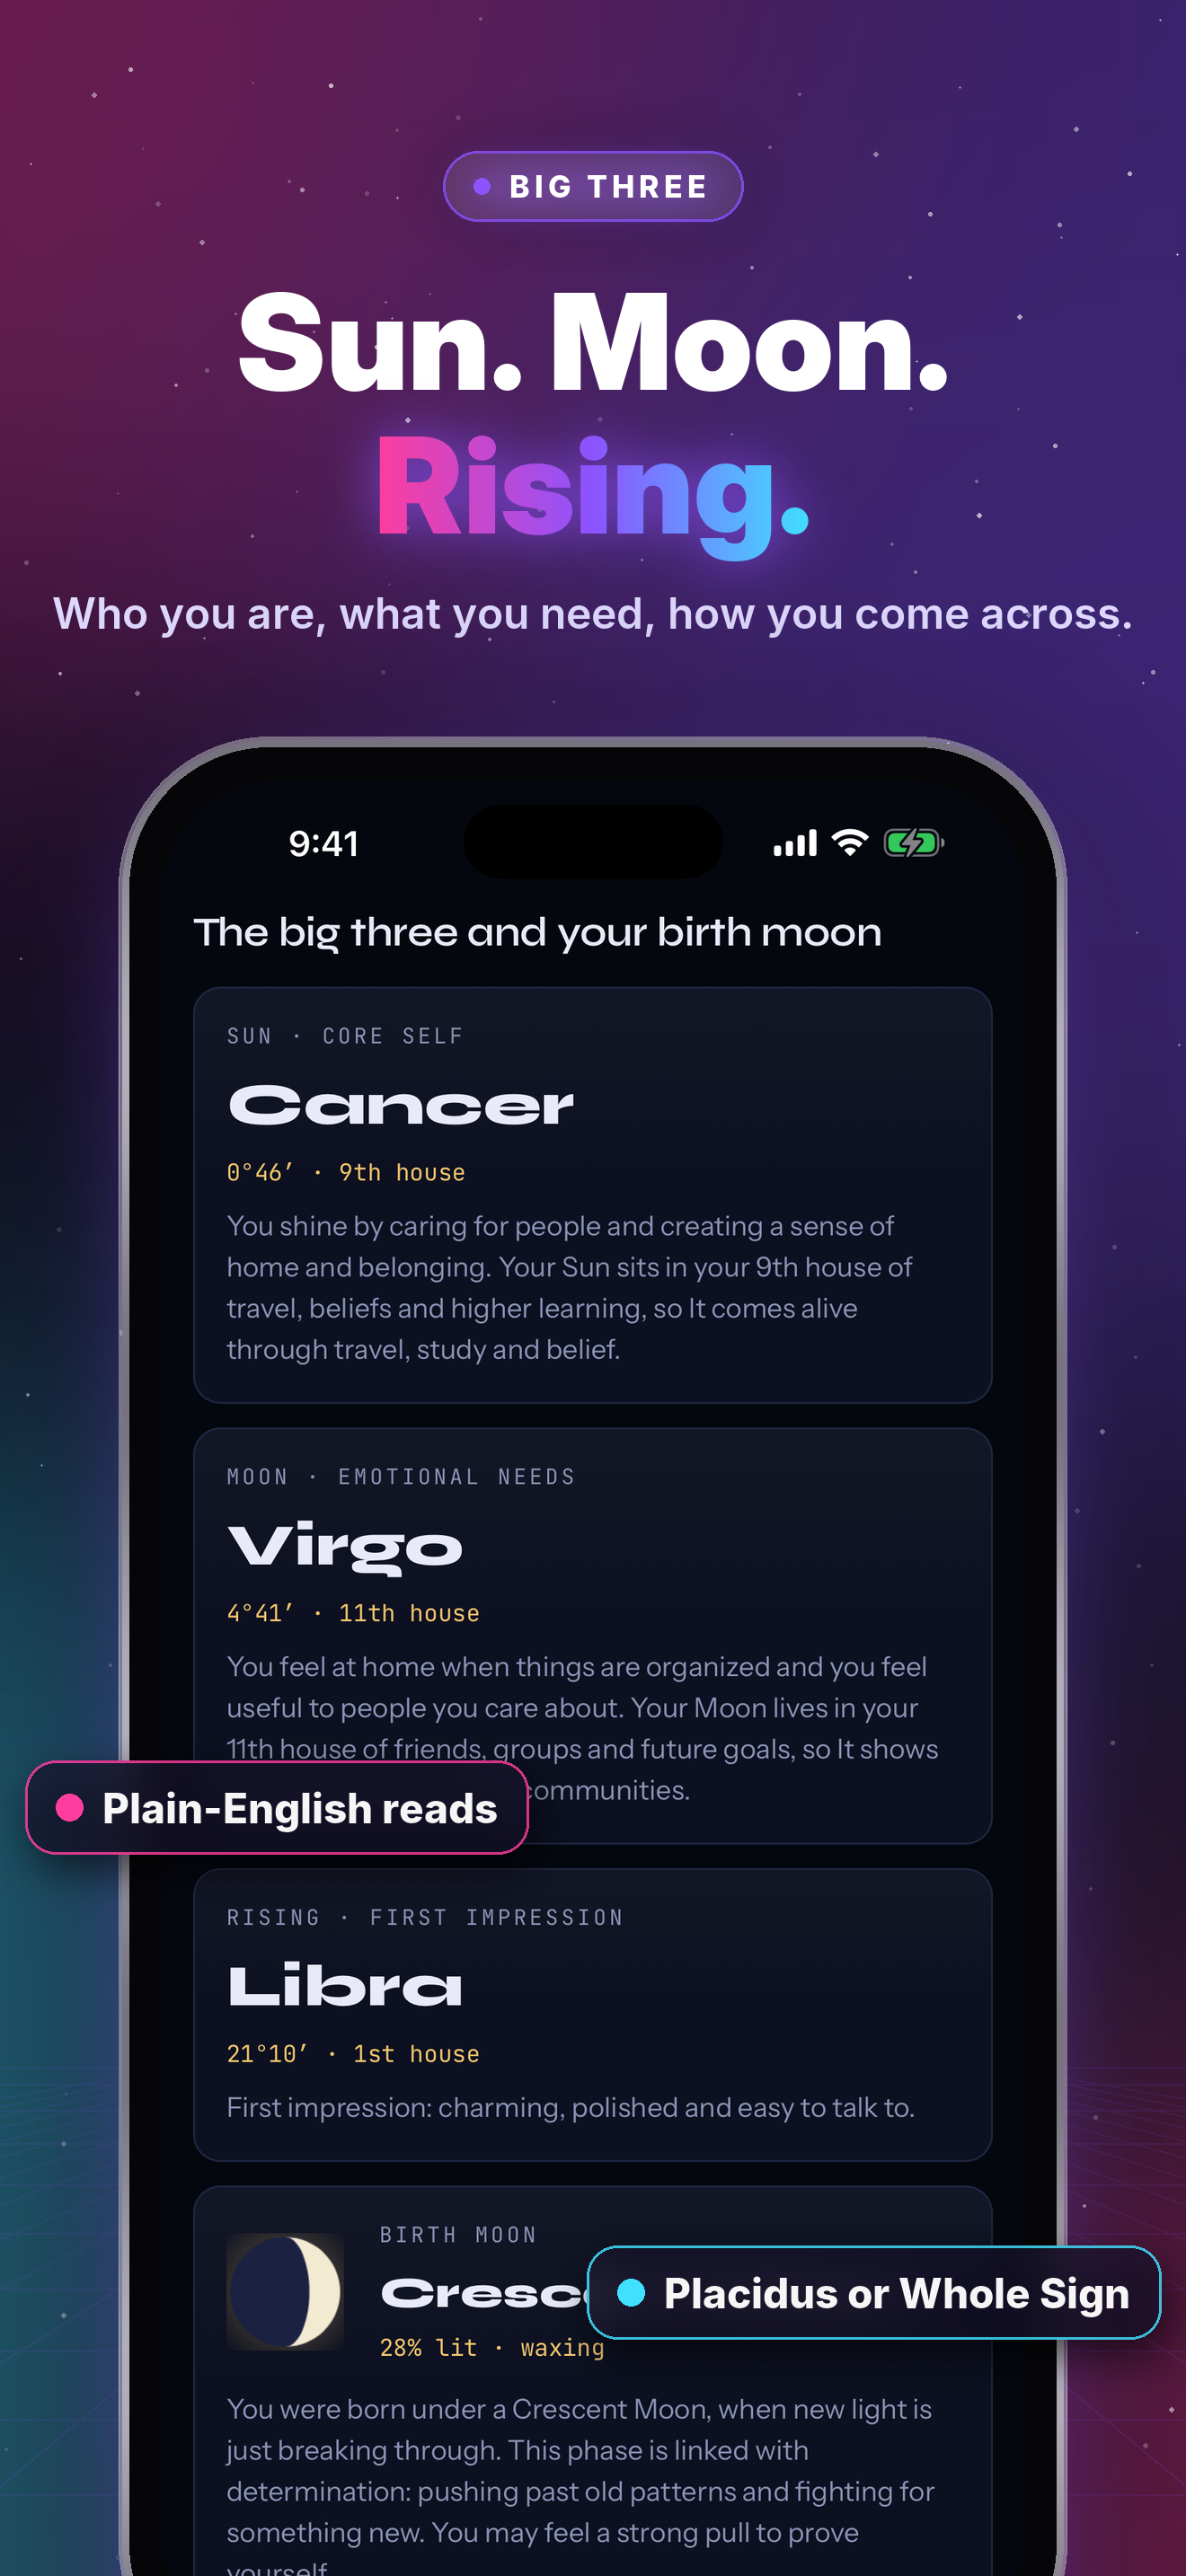 BIG THREE
Sun. Moon.
Rising.
Who you are, what you need, how you come across.
9:41
The big three and your birth moon
SUN · CORE SELF
Cancer
0°46′ · 9th house
You shine by caring for people and creating a sense of
home and belonging. Your Sun sits in your 9th house of
travel, beliefs and higher learning, so It comes alive
through travel, study and belief.
MOON · EMOTIONAL NEEDS
Virgo
4°41′ · 11th house
You feel at home when things are organized and you feel
useful to people you care about. Your Moon lives in your
11th house of friends, groups and future goals, so It shows
communities.
Plain-English reads
RISING · FIRST IMPRESSION
Libra
21°10′ · 1st house
First impression: charming, polished and easy to talk to.
BIRTH MOON
Placidus or Whole Sign
28% lit · waxing
You were born under a Crescent Moon, when new light is
just breaking through. This phase is linked with
determination: pushing past old patterns and fighting for
something new. You may feel a strong pull to prove
yourself.